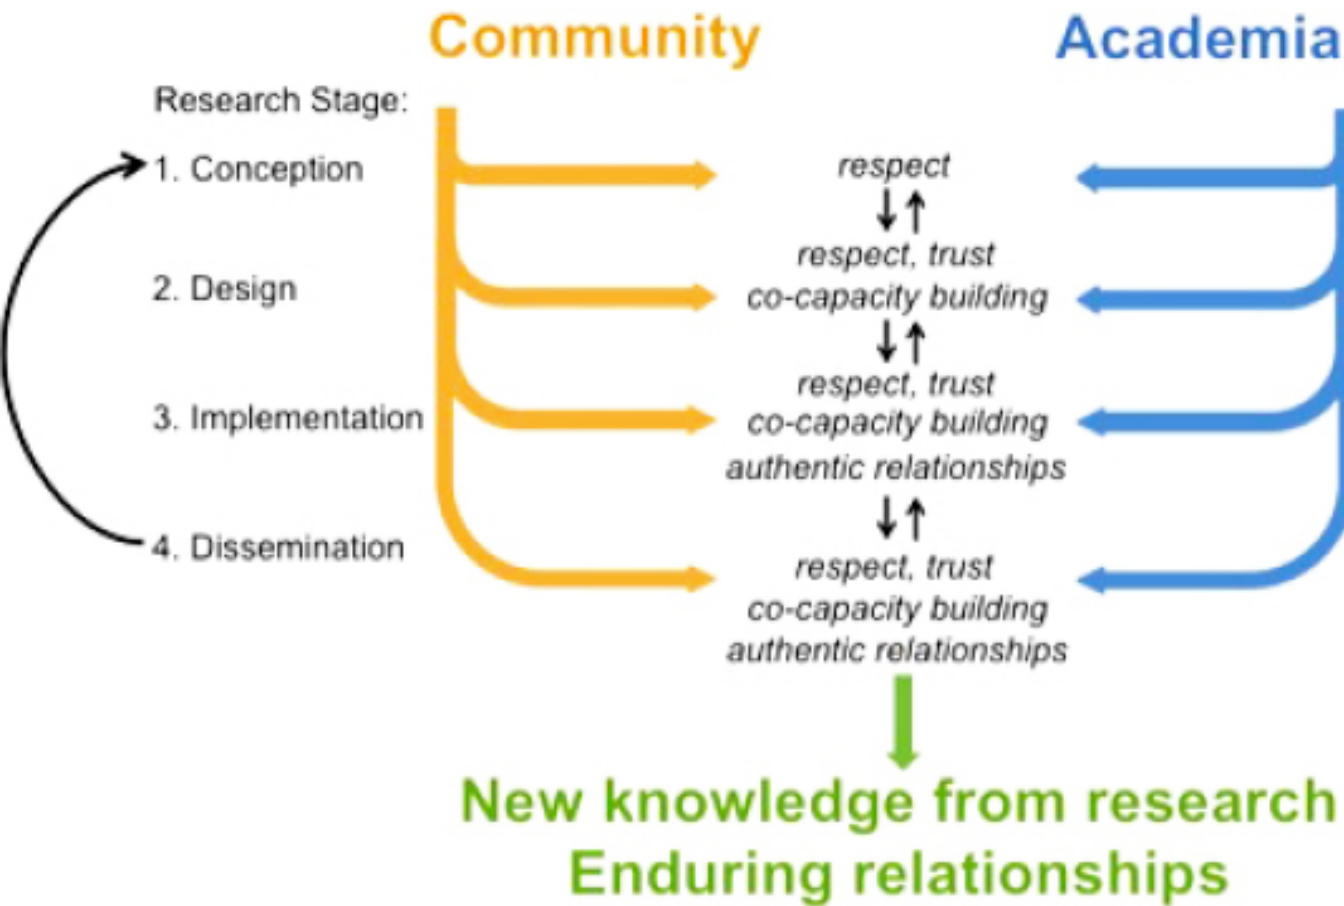 Community
Academia
Research Stage:
1. Conception
respect
respect, trust
2. Design
co-capacity building
respect, trust
3. Implementation
co-capacity building
authentic relationships
4. Dissemination
respect, trust
co-capacity building
authentic relationships
New knowledge from research
Enduring relationships